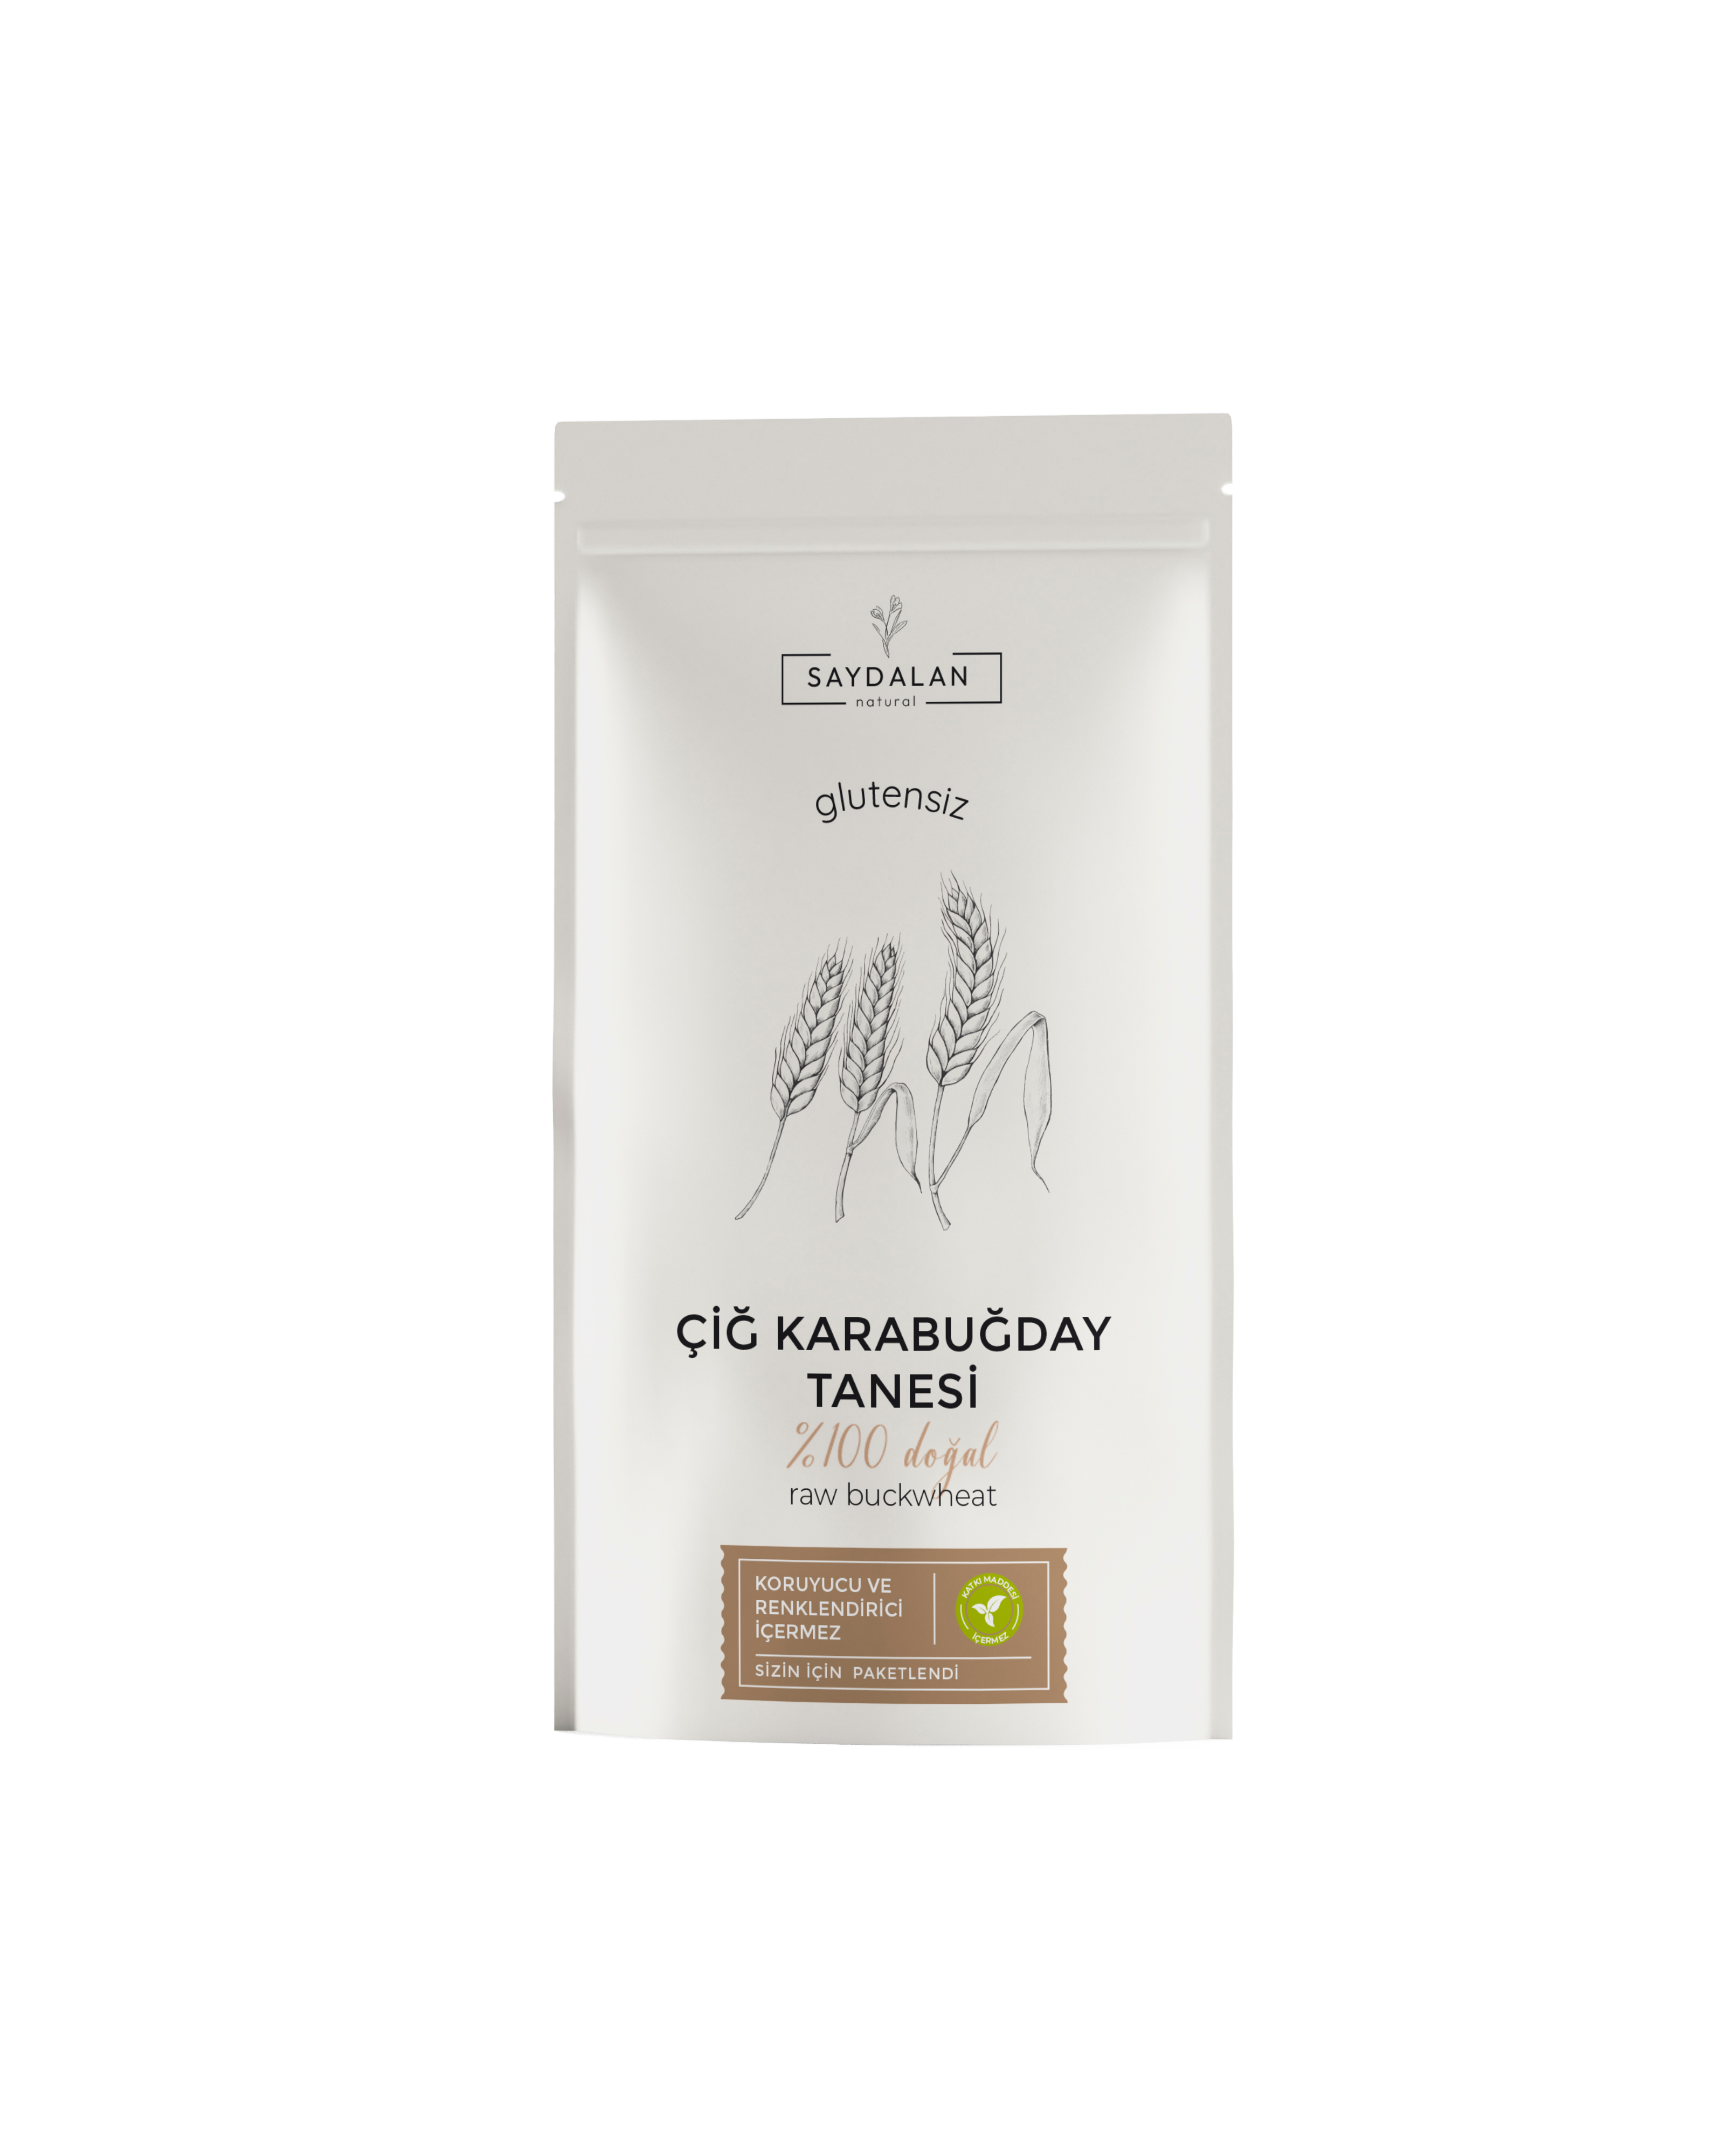 SAYDALAN
natural
glutensiz
ÇİĞ KARABUĞDAY
TANESİ
%100 doğal
raw buckwheat
KORUYUCU VE
RENKLENDİRİCİ
İÇERMEZ
KATKI MADDESİ
İÇERMEZ
SİZİN İÇİN PAKETLENDİ